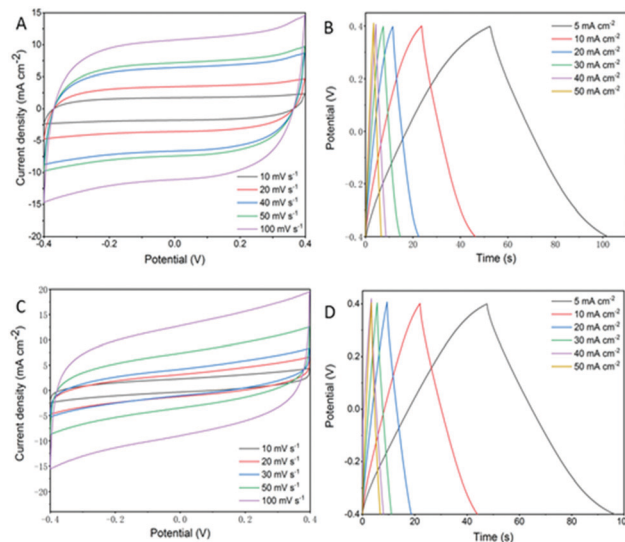 A
Current density (mA cm⁻²)
15
10
5
0
-5
-10
-15
-20
-0.4
-0.2
0.0
0.2
0.4
Potential (V)
10 mV s⁻¹
20 mV s⁻¹
40 mV s⁻¹
50 mV s⁻¹
100 mV s⁻¹
B
Potential (V)
0.4
0.2
0.0
-0.2
-0.4
0
20
40
60
80
100
Time (s)
5 mA cm⁻²
10 mA cm⁻²
20 mA cm⁻²
30 mA cm⁻²
40 mA cm⁻²
50 mA cm⁻²
C
Current density (mA cm⁻²)
20
15
10
5
0
-5
-10
-15
-20
-0.4
-0.2
0.0
0.2
0.4
Potential (V)
10 mV s⁻¹
20 mV s⁻¹
30 mV s⁻¹
50 mV s⁻¹
100 mV s⁻¹
D
Potential (V)
0.4
0.2
0.0
-0.2
-0.4
0
20
40
60
80
100
Time (s)
5 mA cm⁻²
10 mA cm⁻²
20 mA cm⁻²
30 mA cm⁻²
40 mA cm⁻²
50 mA cm⁻²